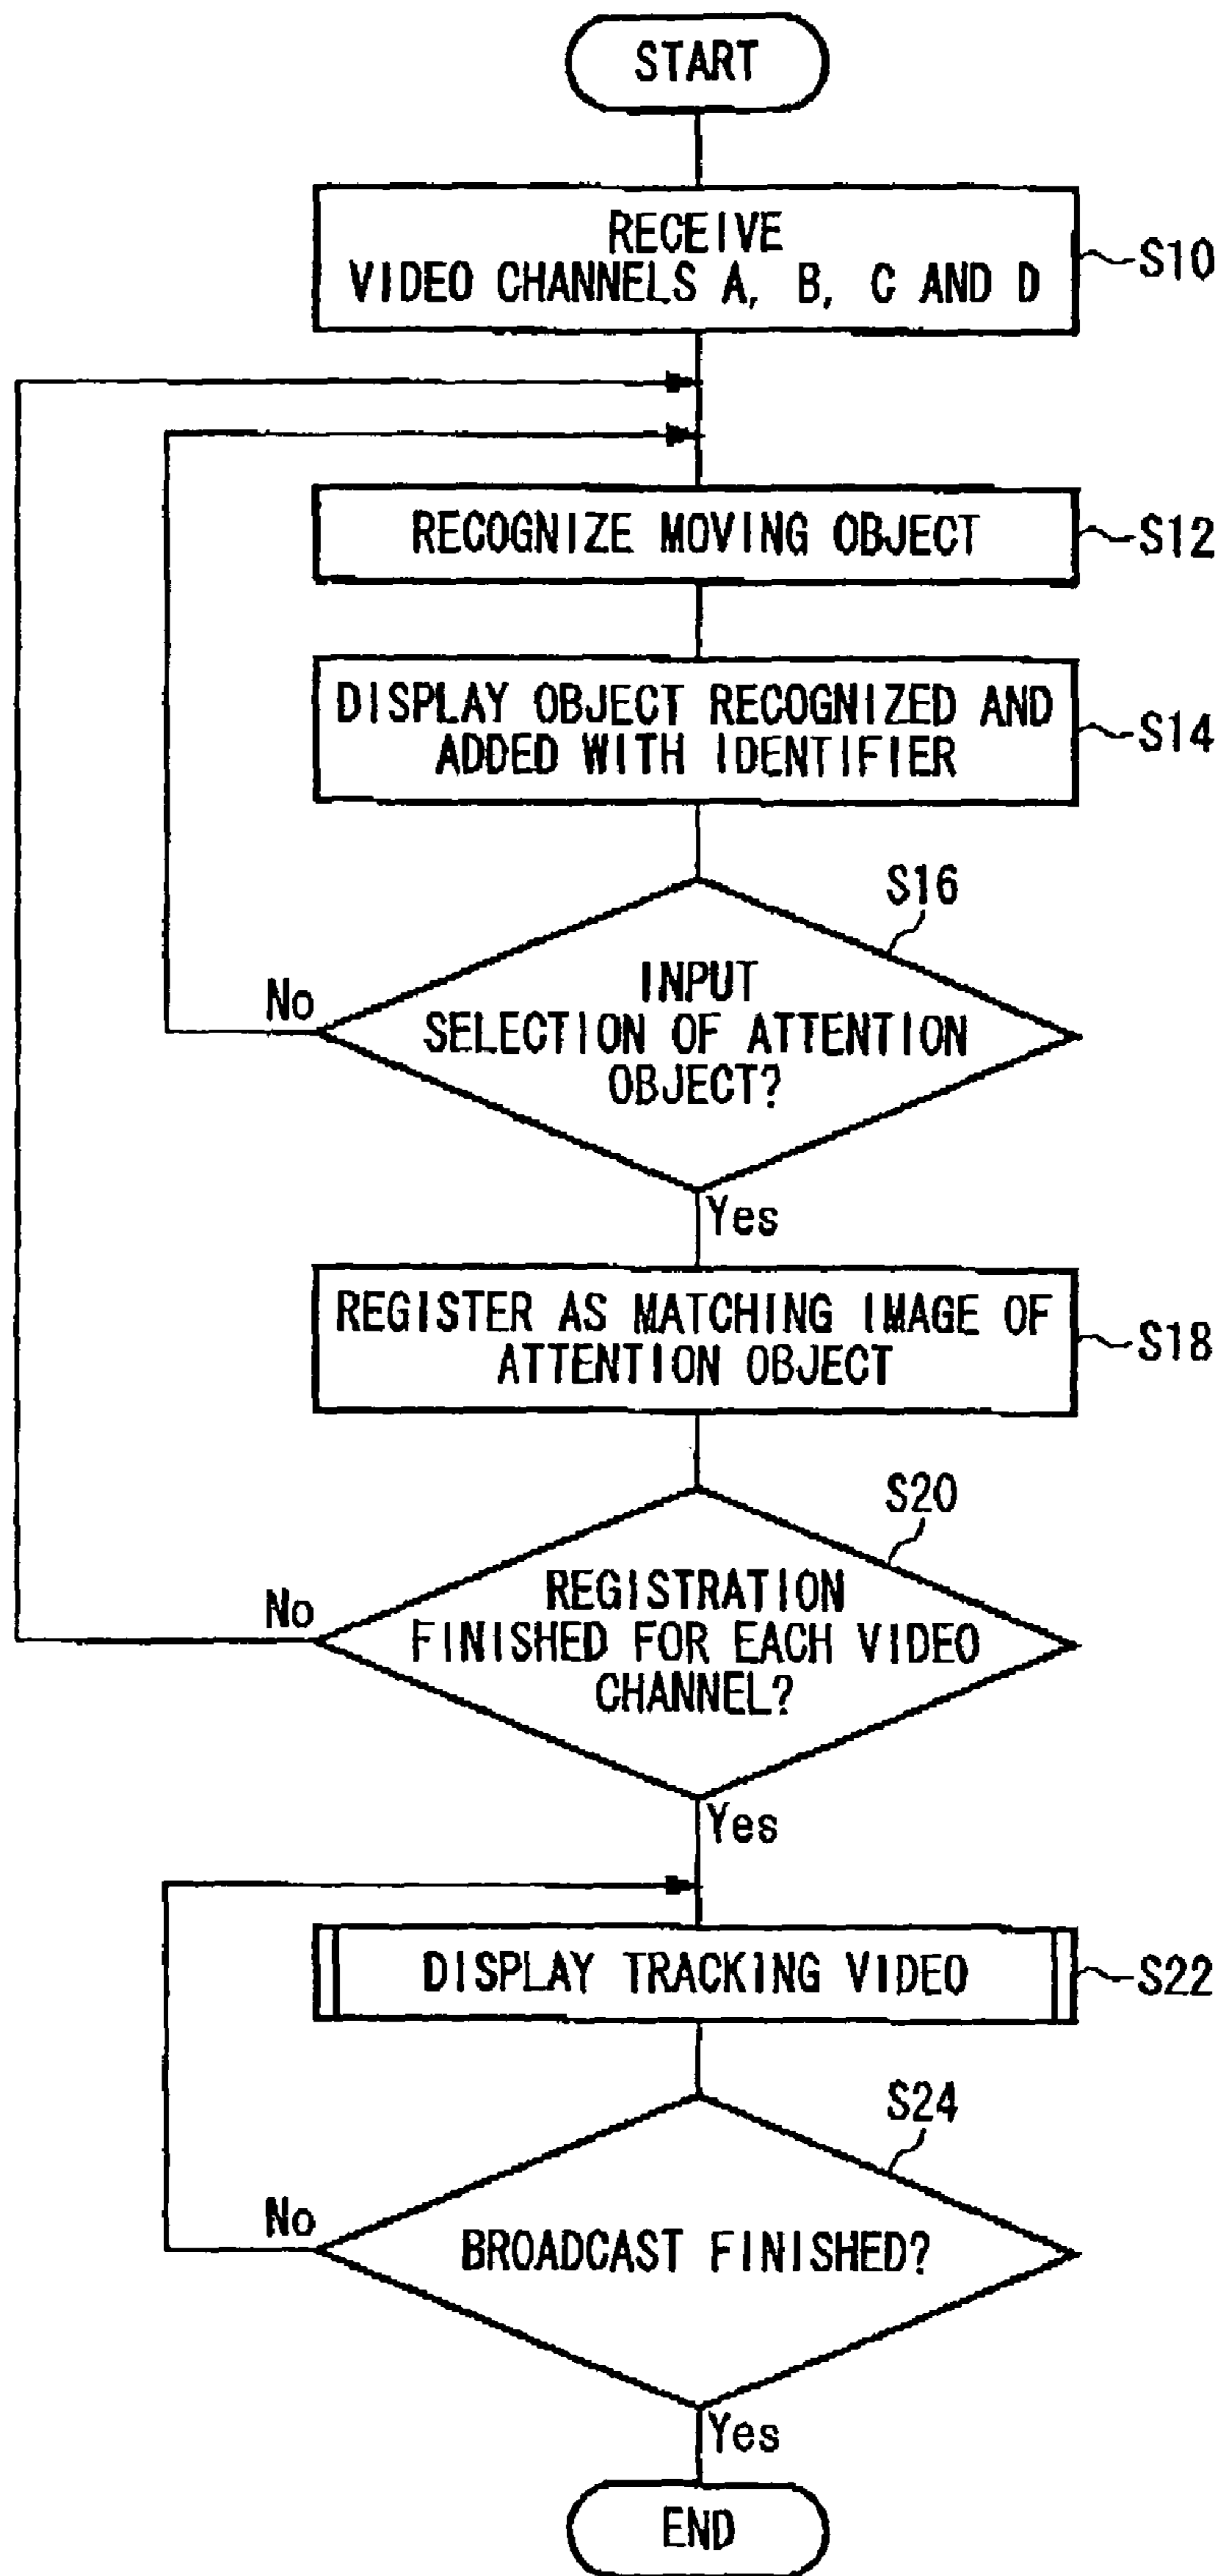 START
RECEIVE
VIDEO CHANNELS A, B, C AND D
S10
RECOGNIZE MOVING OBJECT
S12
DISPLAY OBJECT RECOGNIZED AND
ADDED WITH IDENTIFIER
S14
S16
INPUT
SELECTION OF ATTENTION
OBJECT?
No
Yes
REGISTER AS MATCHING IMAGE OF
ATTENTION OBJECT
S18
S20
REGISTRATION
FINISHED FOR EACH VIDEO
CHANNEL?
No
Yes
DISPLAY TRACKING VIDEO
S22
S24
BROADCAST FINISHED?
No
Yes
END